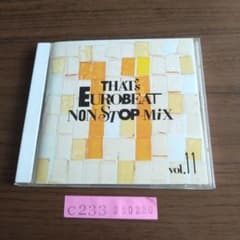 THAT's
EUROBEAT
NON STOP MiX
vol.11
C233